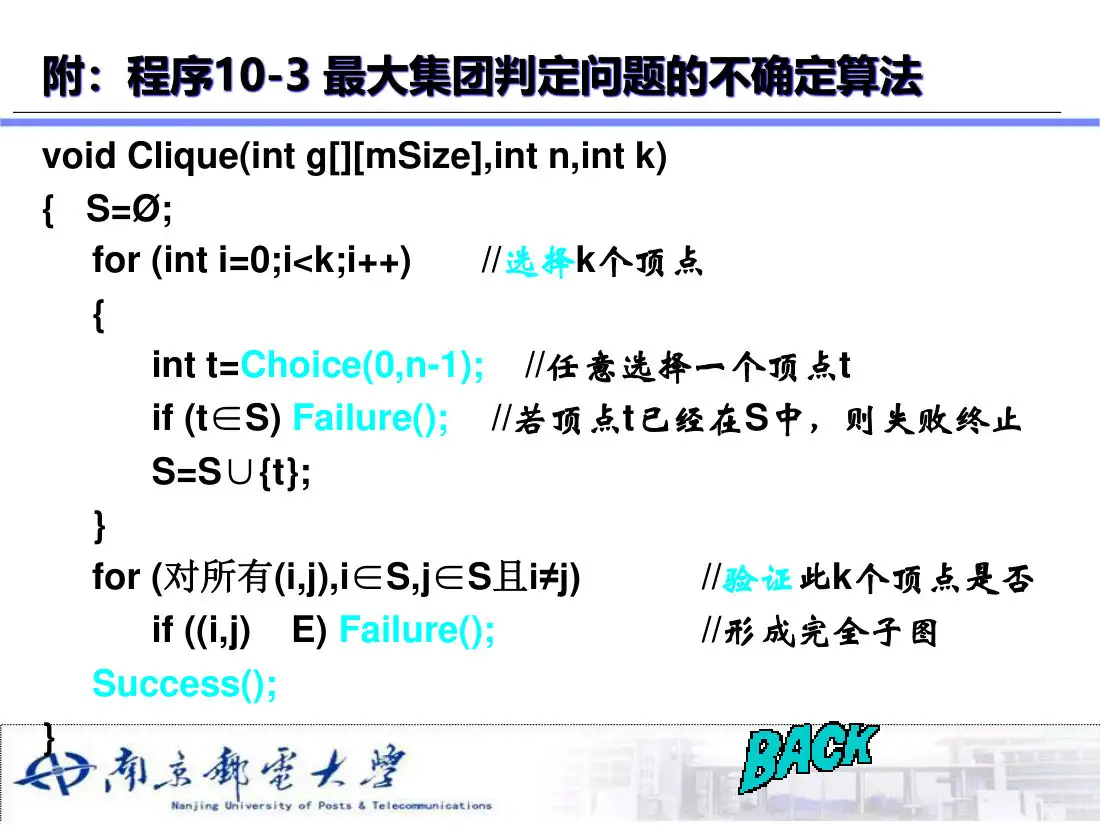 附：程序10-3 最大集团判定问题的不确定算法
void Clique(int g[][mSize],int n,int k)
{ S=Ø;
for (int i=0;i<k;i++) //选择k个顶点
{
int t=Choice(0,n-1); //任意选择一个顶点t
if (t∈S) Failure(); //若顶点t已经在S中，则失败终止
S=S∪{t};
}
for (对所有(i,j),i∈S,j∈S且i≠j) //验证此k个顶点是否
if ((i,j) E) Failure(); //形成完全子图
Success();
}
南京邮电大学
Nanjing University of Posts & Telecommunications
BACK